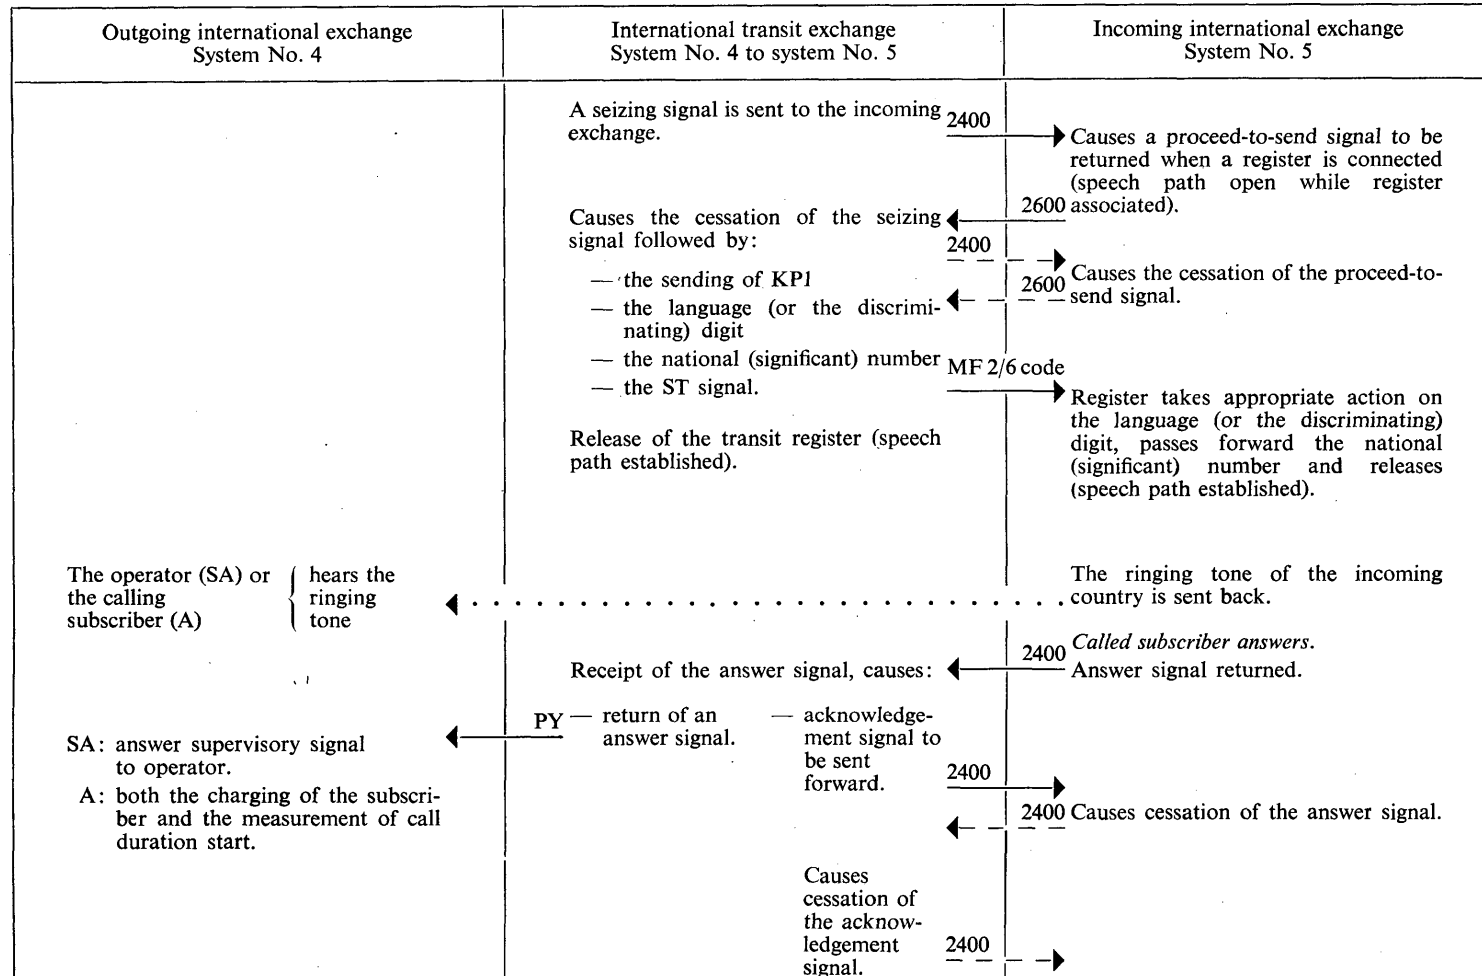 Outgoing international exchange
System No. 4
International transit exchange
System No. 4 to system No. 5
Incoming international exchange
System No. 5
A seizing signal is sent to the incoming
exchange.
2400
Causes a proceed-to-send signal to be
returned when a register is connected
(speech path open while register
associated).
2600
Causes the cessation of the seizing
signal followed by:
2400
— the sending of KP1
— the language (or the discrimi-
nating) digit
— the national (significant) number
— the ST signal.
Causes the cessation of the proceed-to-
send signal.
2600
MF 2/6 code
Register takes appropriate action on
the language (or the discriminating)
digit, passes forward the national
(significant) number and releases
(speech path established).
Release of the transit register (speech
path established).
The operator (SA) or
the calling
subscriber (A)
hears the
ringing
tone
The ringing tone of the incoming
country is sent back.
Called subscriber answers.
2400
Answer signal returned.
Receipt of the answer signal, causes:
PY — return of an
answer signal.
— acknowledge-
ment signal to
be sent
forward.
2400
SA: answer supervisory signal
to operator.
A: both the charging of the subscri-
ber and the measurement of call
duration start.
2400 Causes cessation of the answer signal.
Causes
cessation of
the acknow-
ledgement
signal.
2400